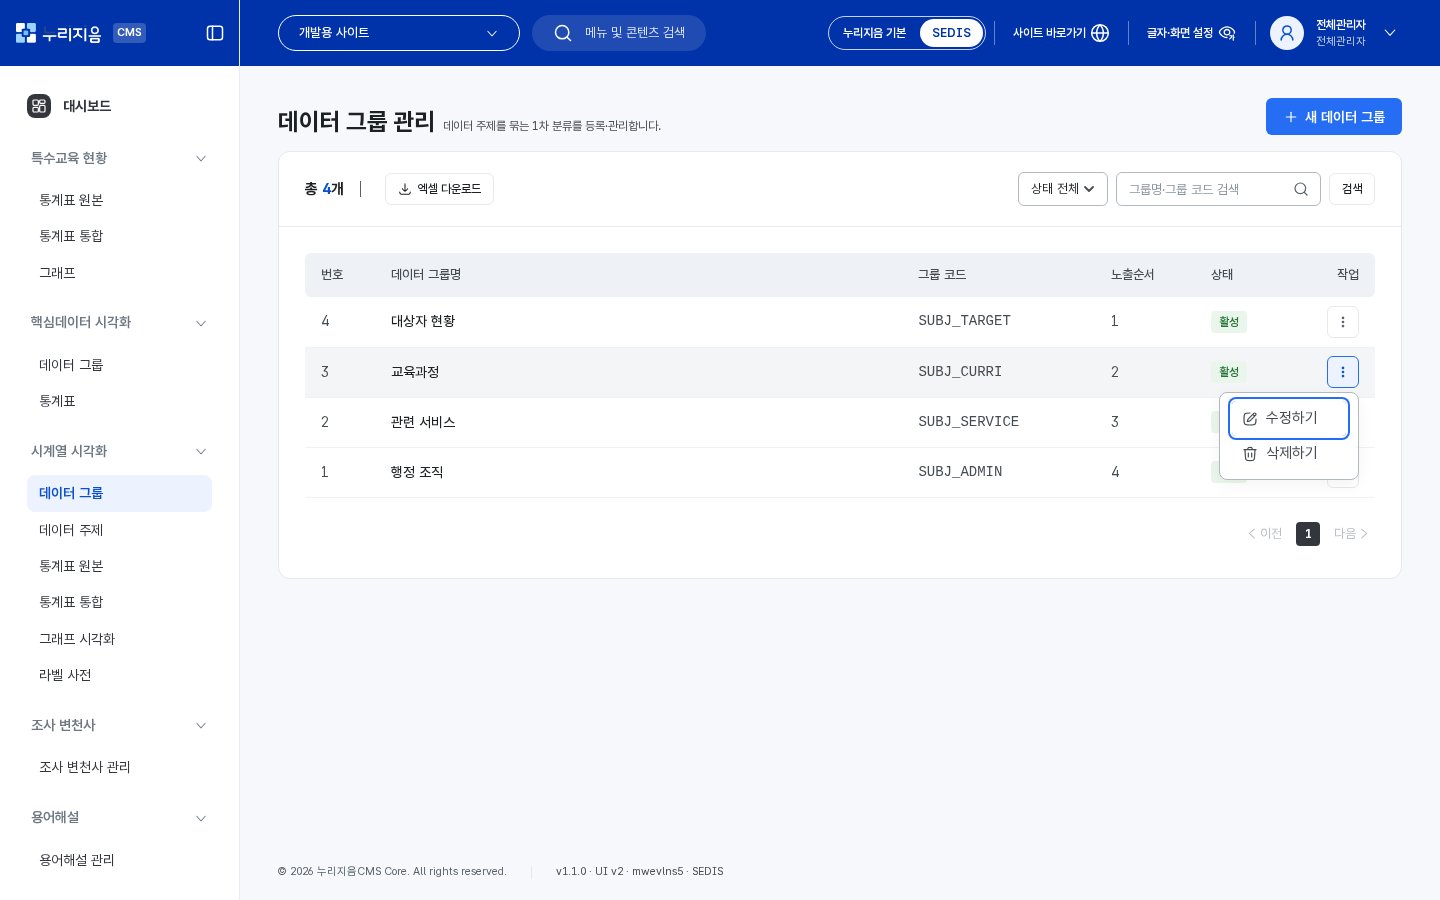 누리지음 CMS
개발용 사이트
메뉴 및 콘텐츠 검색
누리지음 기본 SEDIS
사이트 바로가기
글자·화면 설정
전체관리자
전체관리자
대시보드
특수교육 현황
통계표 원본
통계표 통합
그래프
핵심데이터 시각화
데이터 그룹
통계표
시계열 시각화
데이터 그룹
데이터 주제
통계표 원본
통계표 통합
그래프 시각화
라벨 사전
조사 변천사
조사 변천사 관리
용어해설
용어해설 관리
데이터 그룹 관리 데이터 주제를 묶는 1차 분류를 등록·관리합니다.
새 데이터 그룹
총 4개
엑셀 다운로드
상태 전체
그룹명·그룹 코드 검색
검색
번호 데이터 그룹명 그룹 코드 노출순서 상태 작업
4 대상자 현황 SUBJ_TARGET 1 활성
3 교육과정 SUBJ_CURRI 2 활성
2 관련 서비스 SUBJ_SERVICE 3
1 행정 조직 SUBJ_ADMIN 4
수정하기
삭제하기
이전 1 다음
© 2026 누리지음CMS Core. All rights reserved.
v1.1.0 · UI v2 · mwevlns5 · SEDIS